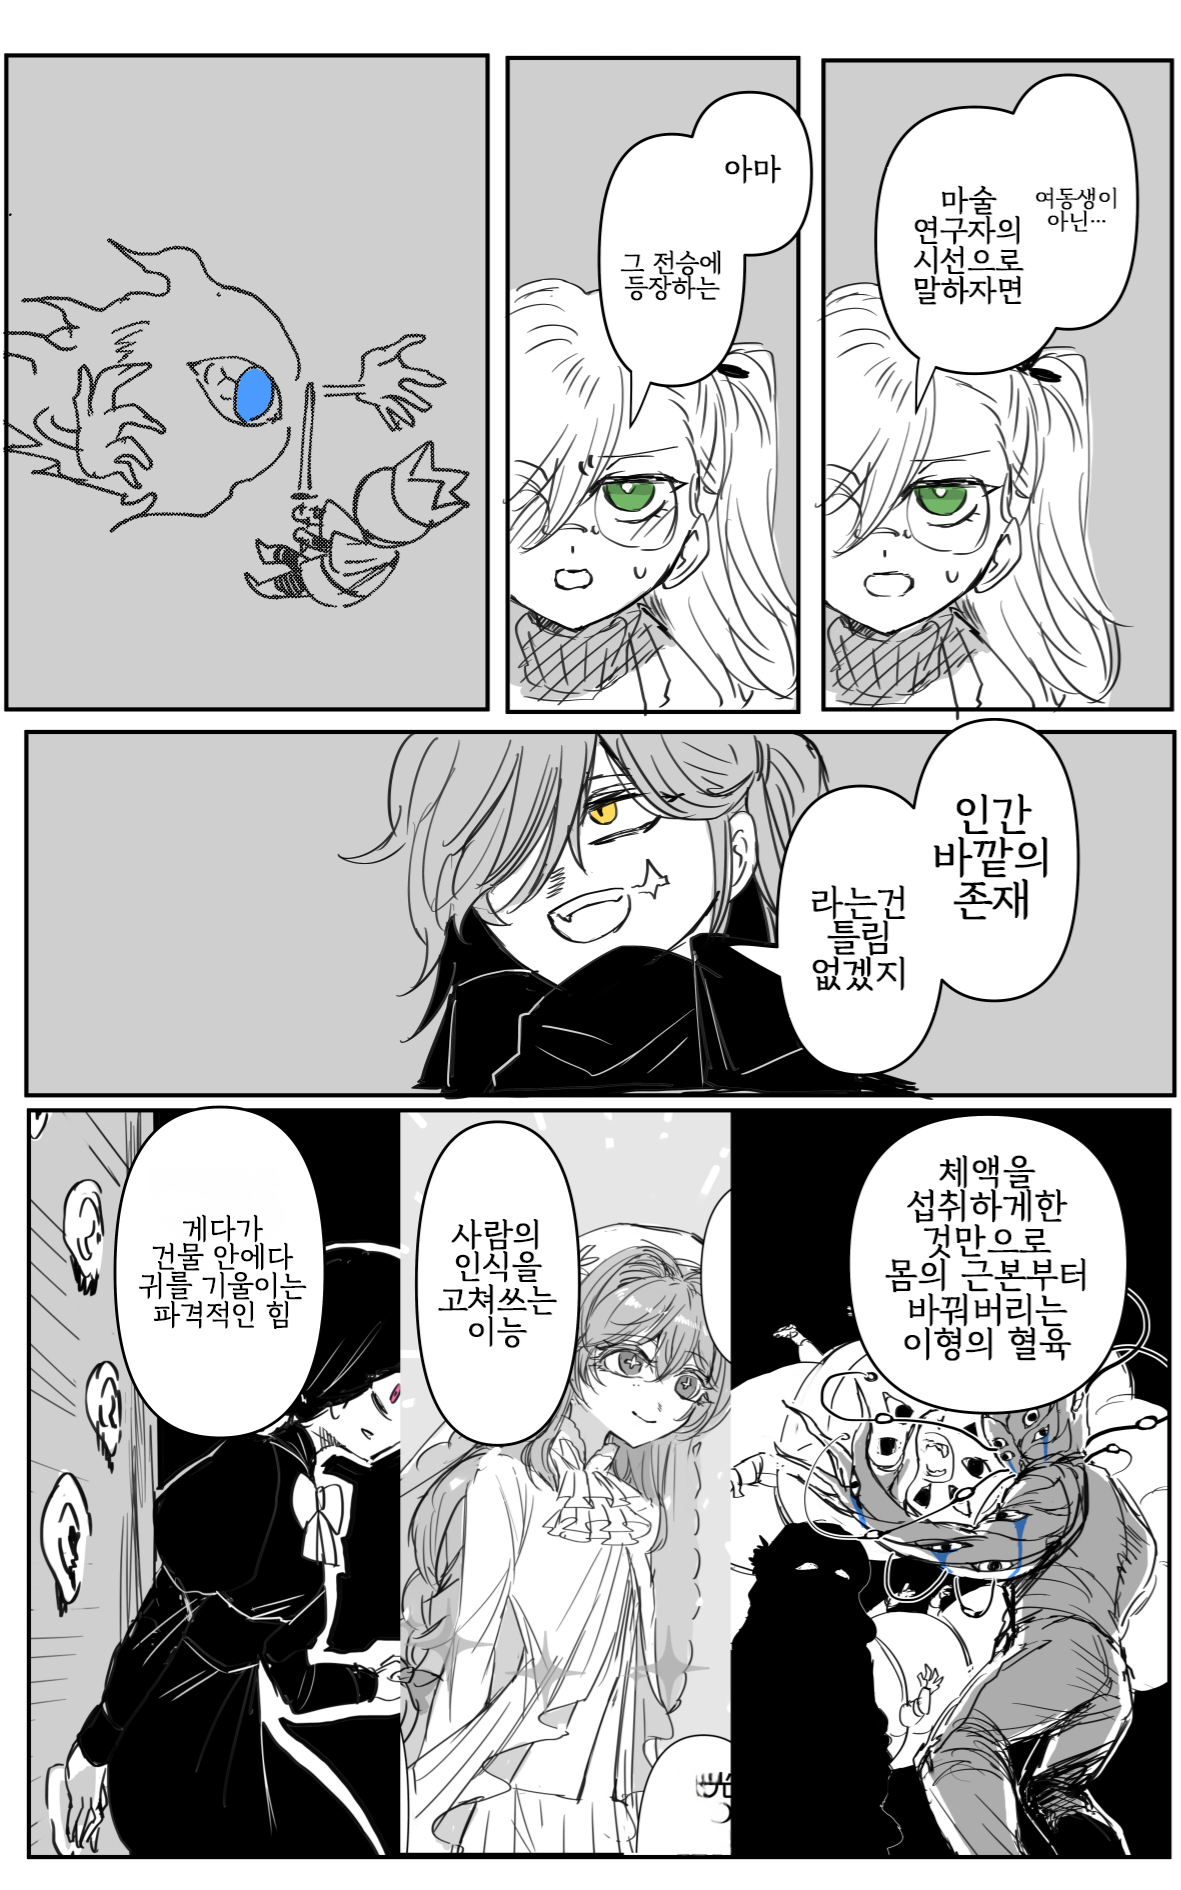 여동생이
아닌…
마술
연구자의
시선으로
말하자면
아마
그 전승에
등장하는
인간
바깥의
존재
라는건
틀림
없겠지
체액을
섭취하게한
것만으로
몸의 근본부터
바꿔버리는
이형의 혈육
사람의
인식을
고쳐쓰는
이능
게다가
건물 안에다
귀를 기울이는
파격적인 힘